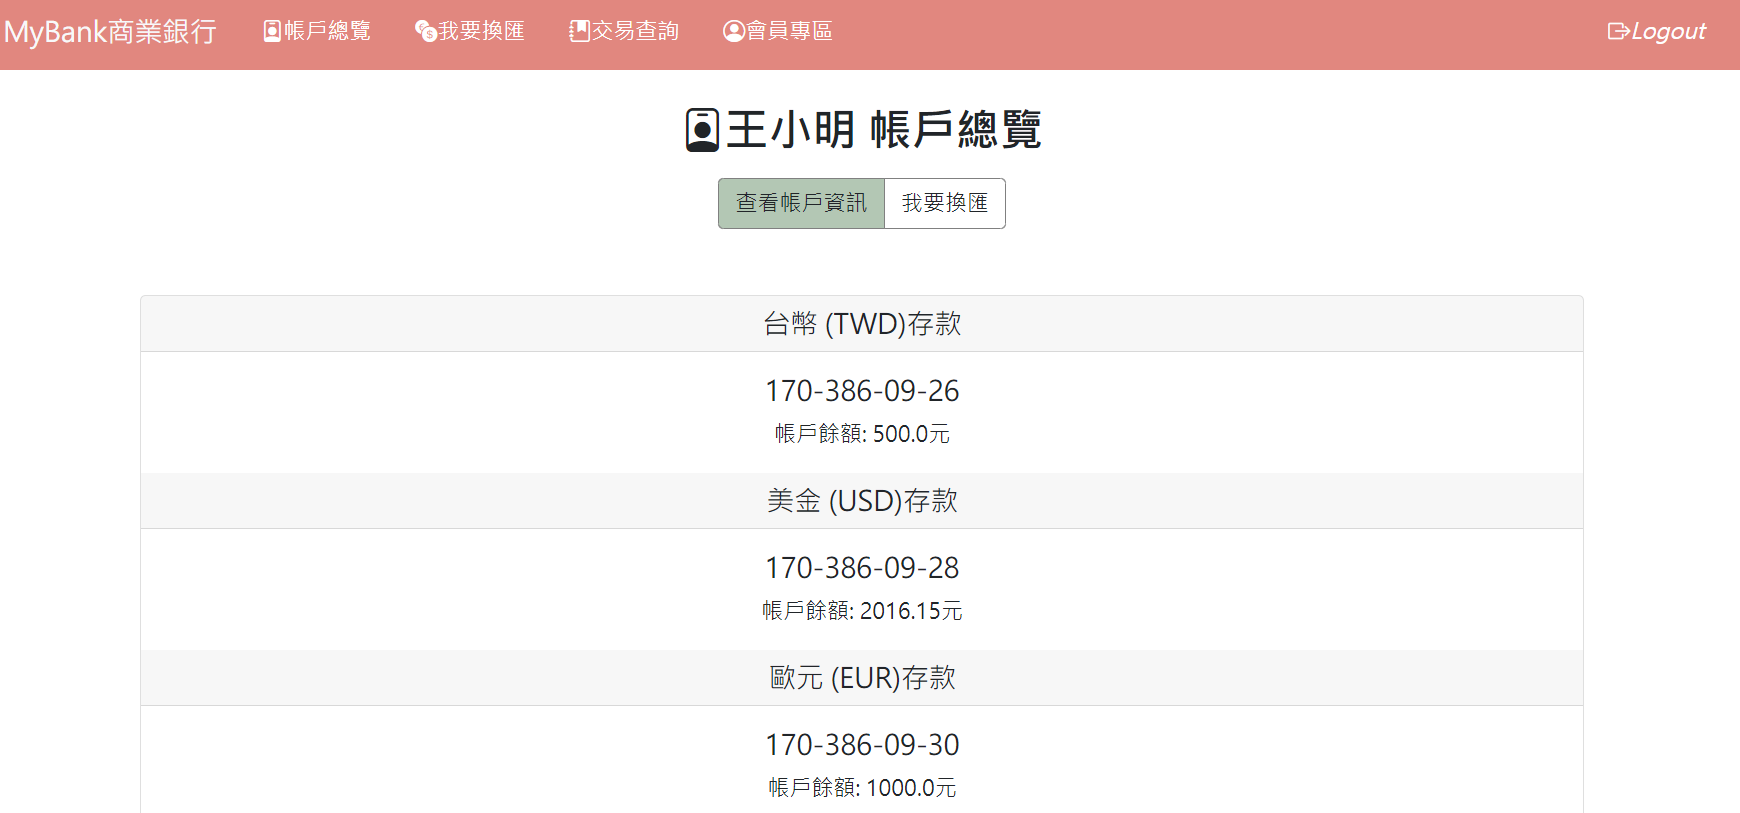 MyBank商業銀行 帳戶總覽 我要換匯 交易查詢 會員專區 Logout
王小明 帳戶總覽
查看帳戶資訊 我要換匯
台幣 (TWD)存款
170-386-09-26
帳戶餘額: 500.0元
美金 (USD)存款
170-386-09-28
帳戶餘額: 2016.15元
歐元 (EUR)存款
170-386-09-30
帳戶餘額: 1000.0元